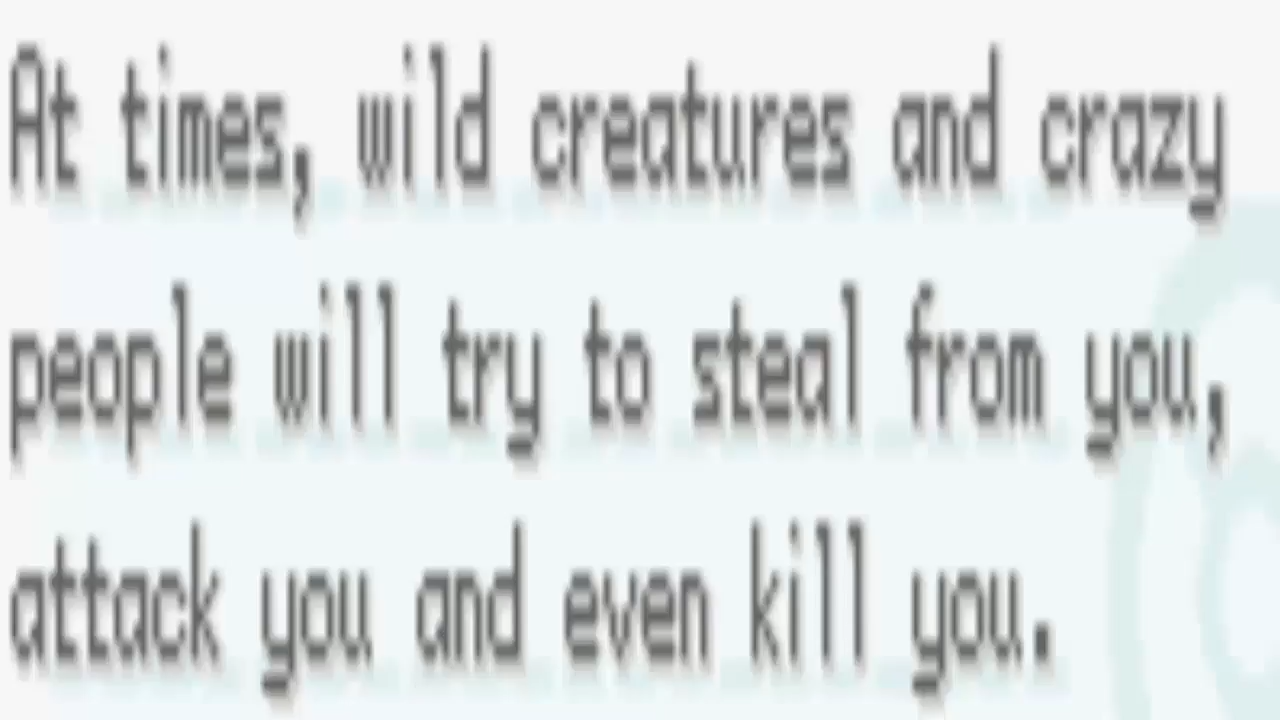 At times, wild creatures and crazy
people will try to steal from you,
attack you and even kill you.